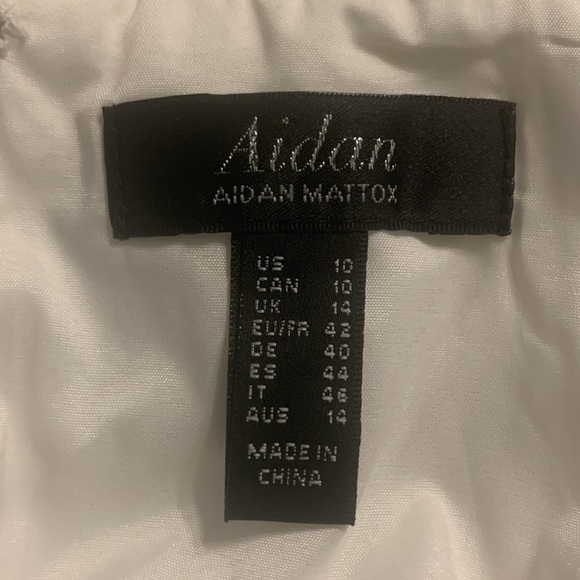 Aidan
AIDAN MATTOX
US 10
CAN 10
UK 14
EU/FR 42
DE 40
ES 44
IT 46
AUS 14
MADE IN
CHINA